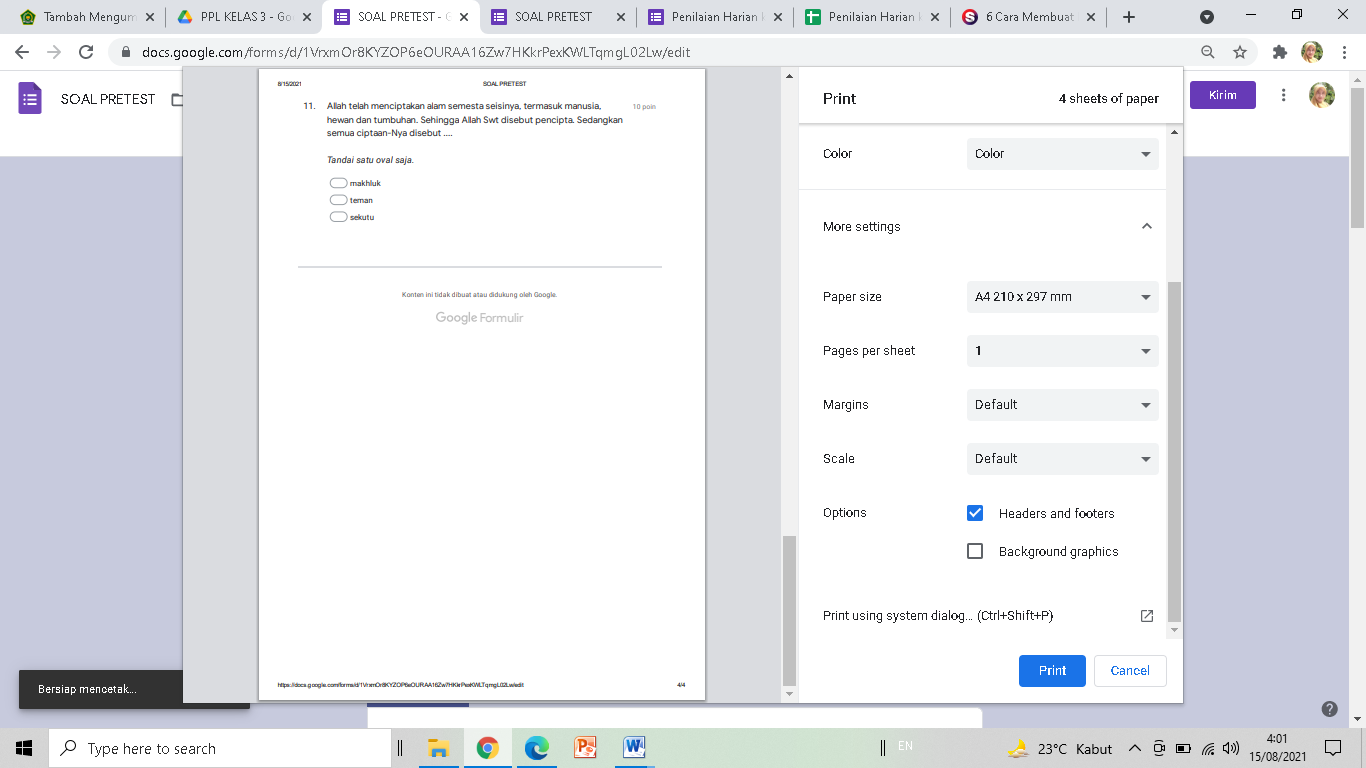 Tambah Mengum
PPL KELAS 3 - Go
SOAL PRETEST - G
SOAL PRETEST
Penilaian Harian k
Penilaian Harian k
6 Cara Membuat
docs.google.com/forms/d/1VrxmOr8KYZOP6eOURAA16Zw7HKkrPexKWLTqmgL02Lw/edit
SOAL PRETEST
Kirim
8/15/2021
SOAL PRETEST
11. Allah telah menciptakan alam semesta seisinya, termasuk manusia, 10 poin
hewan dan tumbuhan. Sehingga Allah Swt disebut pencipta. Sedangkan
semua ciptaan-Nya disebut ....
Tandai satu oval saja.
makhluk
teman
sekutu
Konten ini tidak dibuat atau didukung oleh Google.
Google Formulir
https://docs.google.com/forms/d/1VrxmOr8KYZOP6eOURAA16Zw7HKkrPexKWLTqmgL02Lw/edit
4/4
Print
4 sheets of paper
Color
Color
More settings
Paper size
A4 210 x 297 mm
Pages per sheet
1
Margins
Default
Scale
Default
Options
Headers and footers
Background graphics
Print using system dialog... (Ctrl+Shift+P)
Print
Cancel
Bersiap mencetak...
Type here to search
EN
23°C Kabut
4:01
15/08/2021